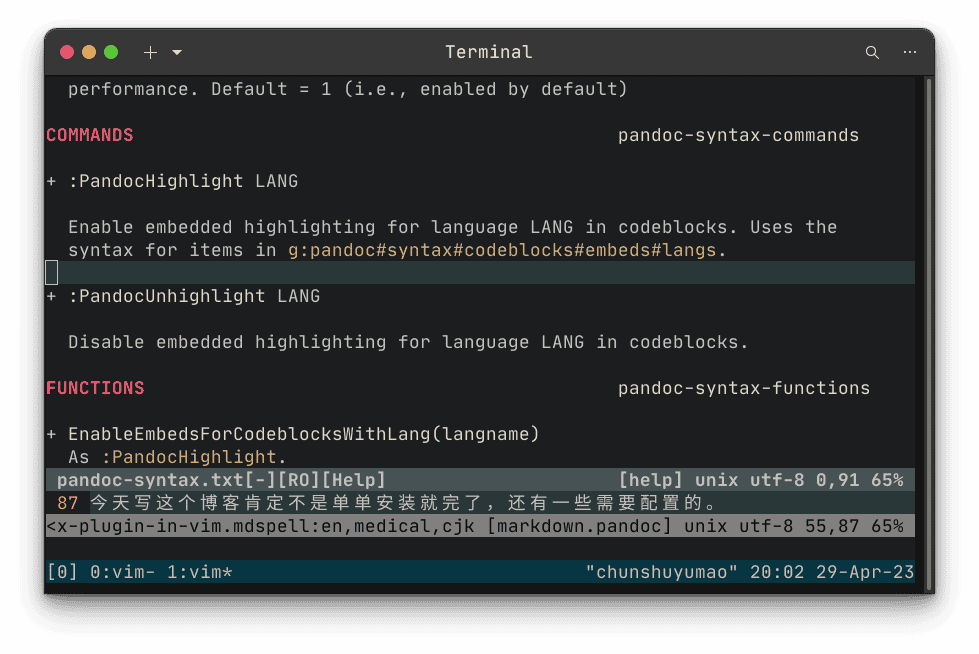 Terminal
performance. Default = 1 (i.e., enabled by default)
COMMANDS pandoc-syntax-commands
+ :PandocHighlight LANG
Enable embedded highlighting for language LANG in codeblocks. Uses the
syntax for items in g:pandoc#syntax#codeblocks#embeds#langs.
+ :PandocUnhighlight LANG
Disable embedded highlighting for language LANG in codeblocks.
FUNCTIONS pandoc-syntax-functions
+ EnableEmbedsForCodeblocksWithLang(langname)
As :PandocHighlight.
pandoc-syntax.txt[-][RO][Help] [help] unix utf-8 0,91 65%
87 今天写这个博客肯定不是单单安装就完了，还有一些需要配置的。
<x-plugin-in-vim.mdspell:en,medical,cjk [markdown.pandoc] unix utf-8 55,87 65%
[0] 0:vim- 1:vim* "chunshuyumao" 20:02 29-Apr-23